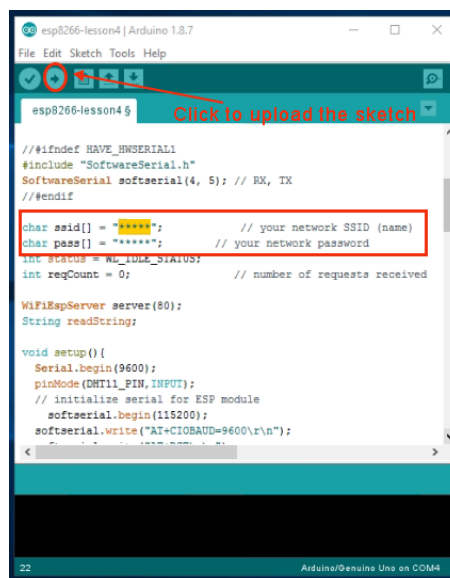 esp8266-lesson4 | Arduino 1.8.7
File Edit Sketch Tools Help
esp8266-lesson4 §
Click to upload the sketch
//#ifndef HAVE_HWSERIAL1
#include "SoftwareSerial.h"
SoftwareSerial softserial(4, 5); // RX, TX
//#endif
char ssid[] = "*****"; // your network SSID (name)
char pass[] = "*****"; // your network password
int status = WL_IDLE_STATUS;
int reqCount = 0; // number of requests received
WiFiEspServer server(80);
String readString;
void setup(){
Serial.begin(9600);
pinMode(DHT11_PIN,INPUT);
// initialize serial for ESP module
softserial.begin(115200);
softserial.write("AT+CIOBAUD=9600\r\n");
22
Arduino/Genuino Uno on COM4